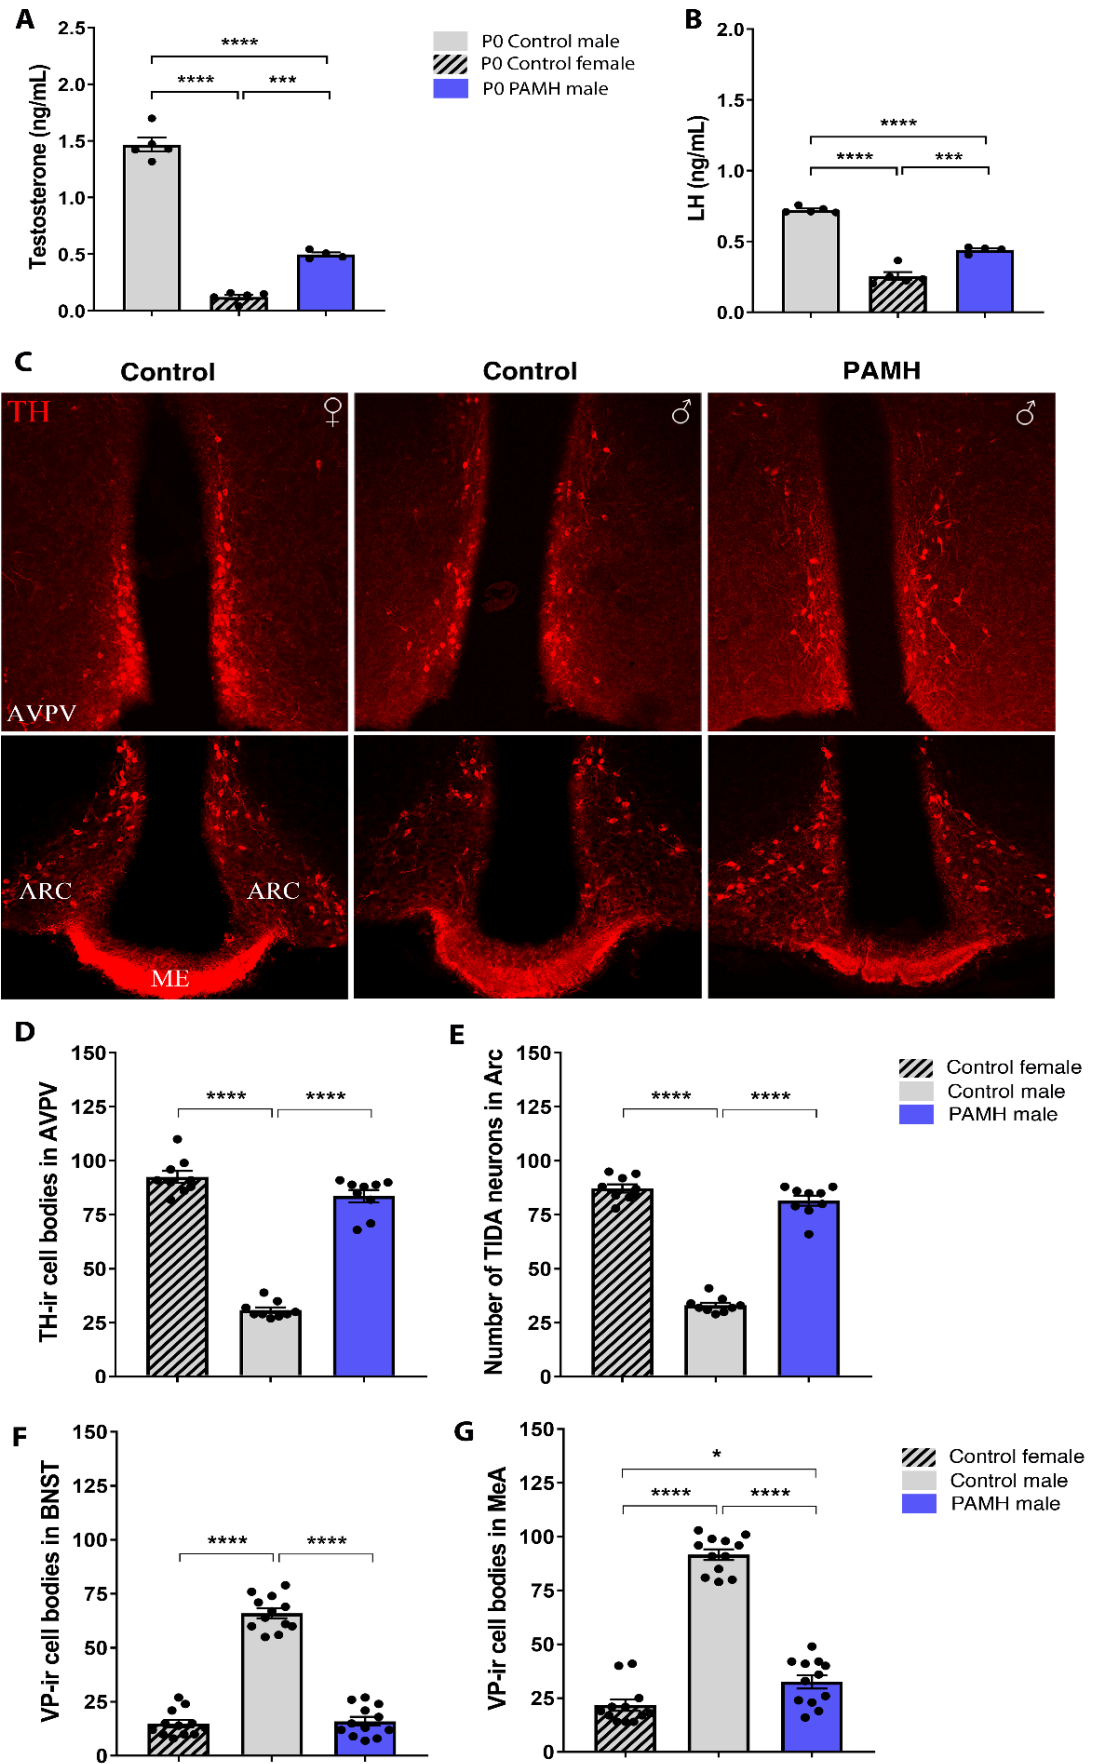 A
Testosterone (ng/mL)
2.5
2.0
1.5
1.0
0.5
0.0
****
****
***
P0 Control male
P0 Control female
P0 PAMH male
B
LH (ng/mL)
2.0
1.5
1.0
0.5
0.0
****
****
***
C
Control
Control
PAMH
TH
♀
♂
♂
AVPV
ARC
ARC
ME
D
TH-ir cell bodies in AVPV
150
125
100
75
50
25
0
****
****
E
Number of TIDA neurons in Arc
150
125
100
75
50
25
0
****
****
Control female
Control male
PAMH male
F
VP-ir cell bodies in BNST
150
125
100
75
50
25
0
****
****
G
VP-ir cell bodies in MeA
150
125
100
75
50
25
0
*
****
****
Control female
Control male
PAMH male